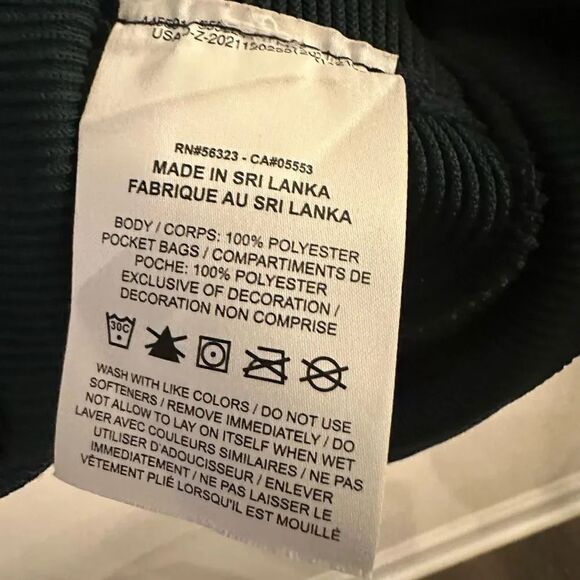 USA
RN#56323 - CA#05553
MADE IN SRI LANKA
FABRIQUE AU SRI LANKA
BODY / CORPS: 100% POLYESTER
POCKET BAGS / COMPARTIMENTS DE
POCHE: 100% POLYESTER
EXCLUSIVE OF DECORATION /
DECORATION NON COMPRISE
30C
WASH WITH LIKE COLORS / DO NOT USE
SOFTENERS / REMOVE IMMEDIATELY / DO
NOT ALLOW TO LAY ON ITSELF WHEN WET
LAVER AVEC COULEURS SIMILAIRES / NE PAS
UTILISER D'ADOUCISSEUR / ENLEVER
IMMEDIATEMENT / NE PAS LAISSER LE
VÊTEMENT PLIÉ LORSQU'IL EST MOUILLÉ